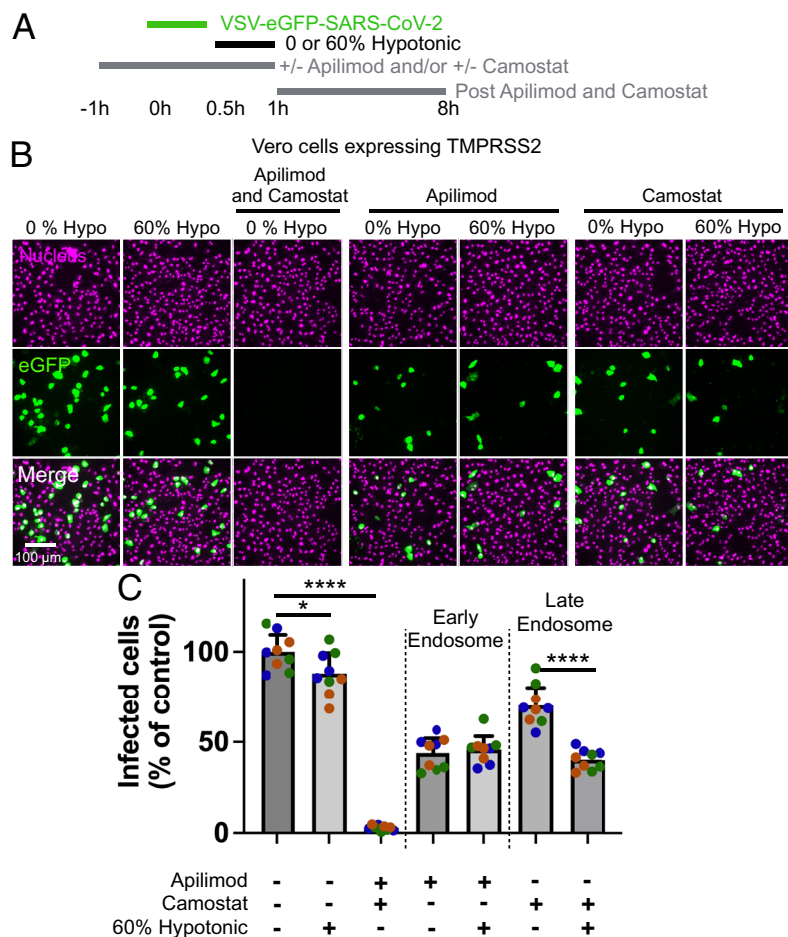 A
VSV-eGFP-SARS-CoV-2
0 or 60% Hypotonic
+/- Apilimod and/or +/- Camostat
Post Apilimod and Camostat
-1h 0h 0.5h 1h 8h
B
Vero cells expressing TMPRSS2
Apilimod
and Camostat
Apilimod
Camostat
0 % Hypo 60% Hypo 0 % Hypo 0% Hypo 60% Hypo 0% Hypo 60% Hypo
Nucleus
eGFP
Merge
100 µm
C
Infected cells
(% of control)
100
50
0
****
*
Early
Endosome
Late
Endosome
****
Apilimod - - + + + - -
Camostat - - + - - + +
60% Hypotonic - + - - + - +